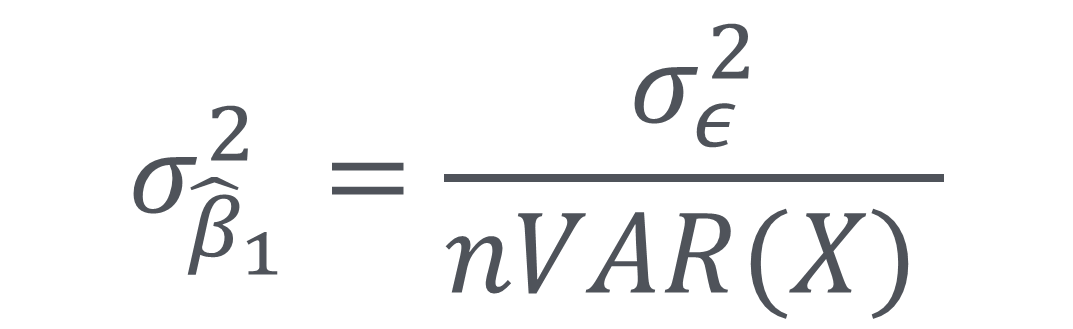 σ²_β̂₁ = σ²_ϵ / nVAR(X)